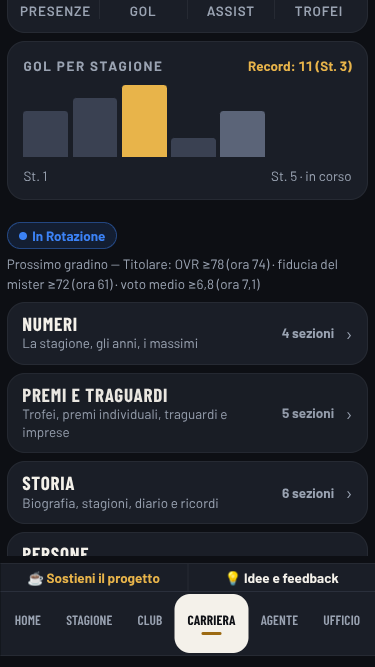 PRESENZE GOL ASSIST TROFEI
GOL PER STAGIONE Record: 11 (St. 3)
St. 1 St. 5 · in corso
In Rotazione
Prossimo gradino — Titolare: OVR ≥78 (ora 74) · fiducia del
mister ≥72 (ora 61) · voto medio ≥6,8 (ora 7,1)
NUMERI
La stagione, gli anni, i massimi
4 sezioni ›
PREMI E TRAGUARDI
Trofei, premi individuali, traguardi e
imprese
5 sezioni ›
STORIA
Biografia, stagioni, diario e ricordi
6 sezioni ›
PERSONE
☕ Sostieni il progetto 💡 Idee e feedback
HOME STAGIONE CLUB CARRIERA AGENTE UFFICIO